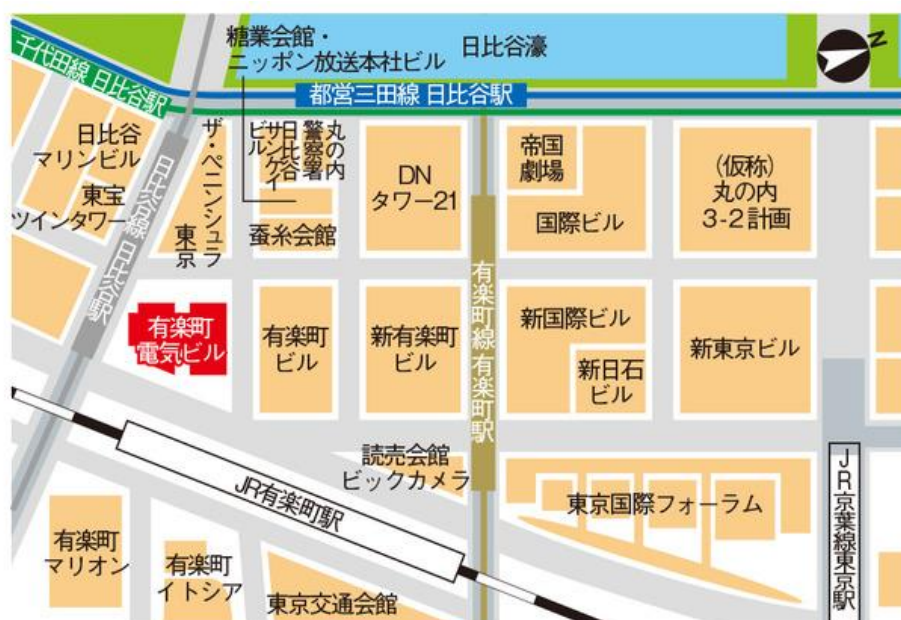 糖業会館・
ニッポン放送本社ビル
日比谷濠
N
千代田線 日比谷駅
都営三田線 日比谷駅
日比谷
マリンビル
東宝
ツインタワー
日比谷線 日比谷駅
ザ・ペニンシュラ
東京
丸の内
警察署
日比谷
サンケイ
ビル
蚕糸会館
DN
タワー21
帝国
劇場
国際ビル
(仮称)
丸の内
3-2計画
有楽町
電気ビル
有楽町
ビル
新有楽町
ビル
有楽町線 有楽町駅
新国際ビル
新日石
ビル
新東京ビル
読売会館
ビックカメラ
JR有楽町駅
東京国際フォーラム
JR京葉線東京駅
有楽町
マリオン
有楽町
イトシア
東京交通会館